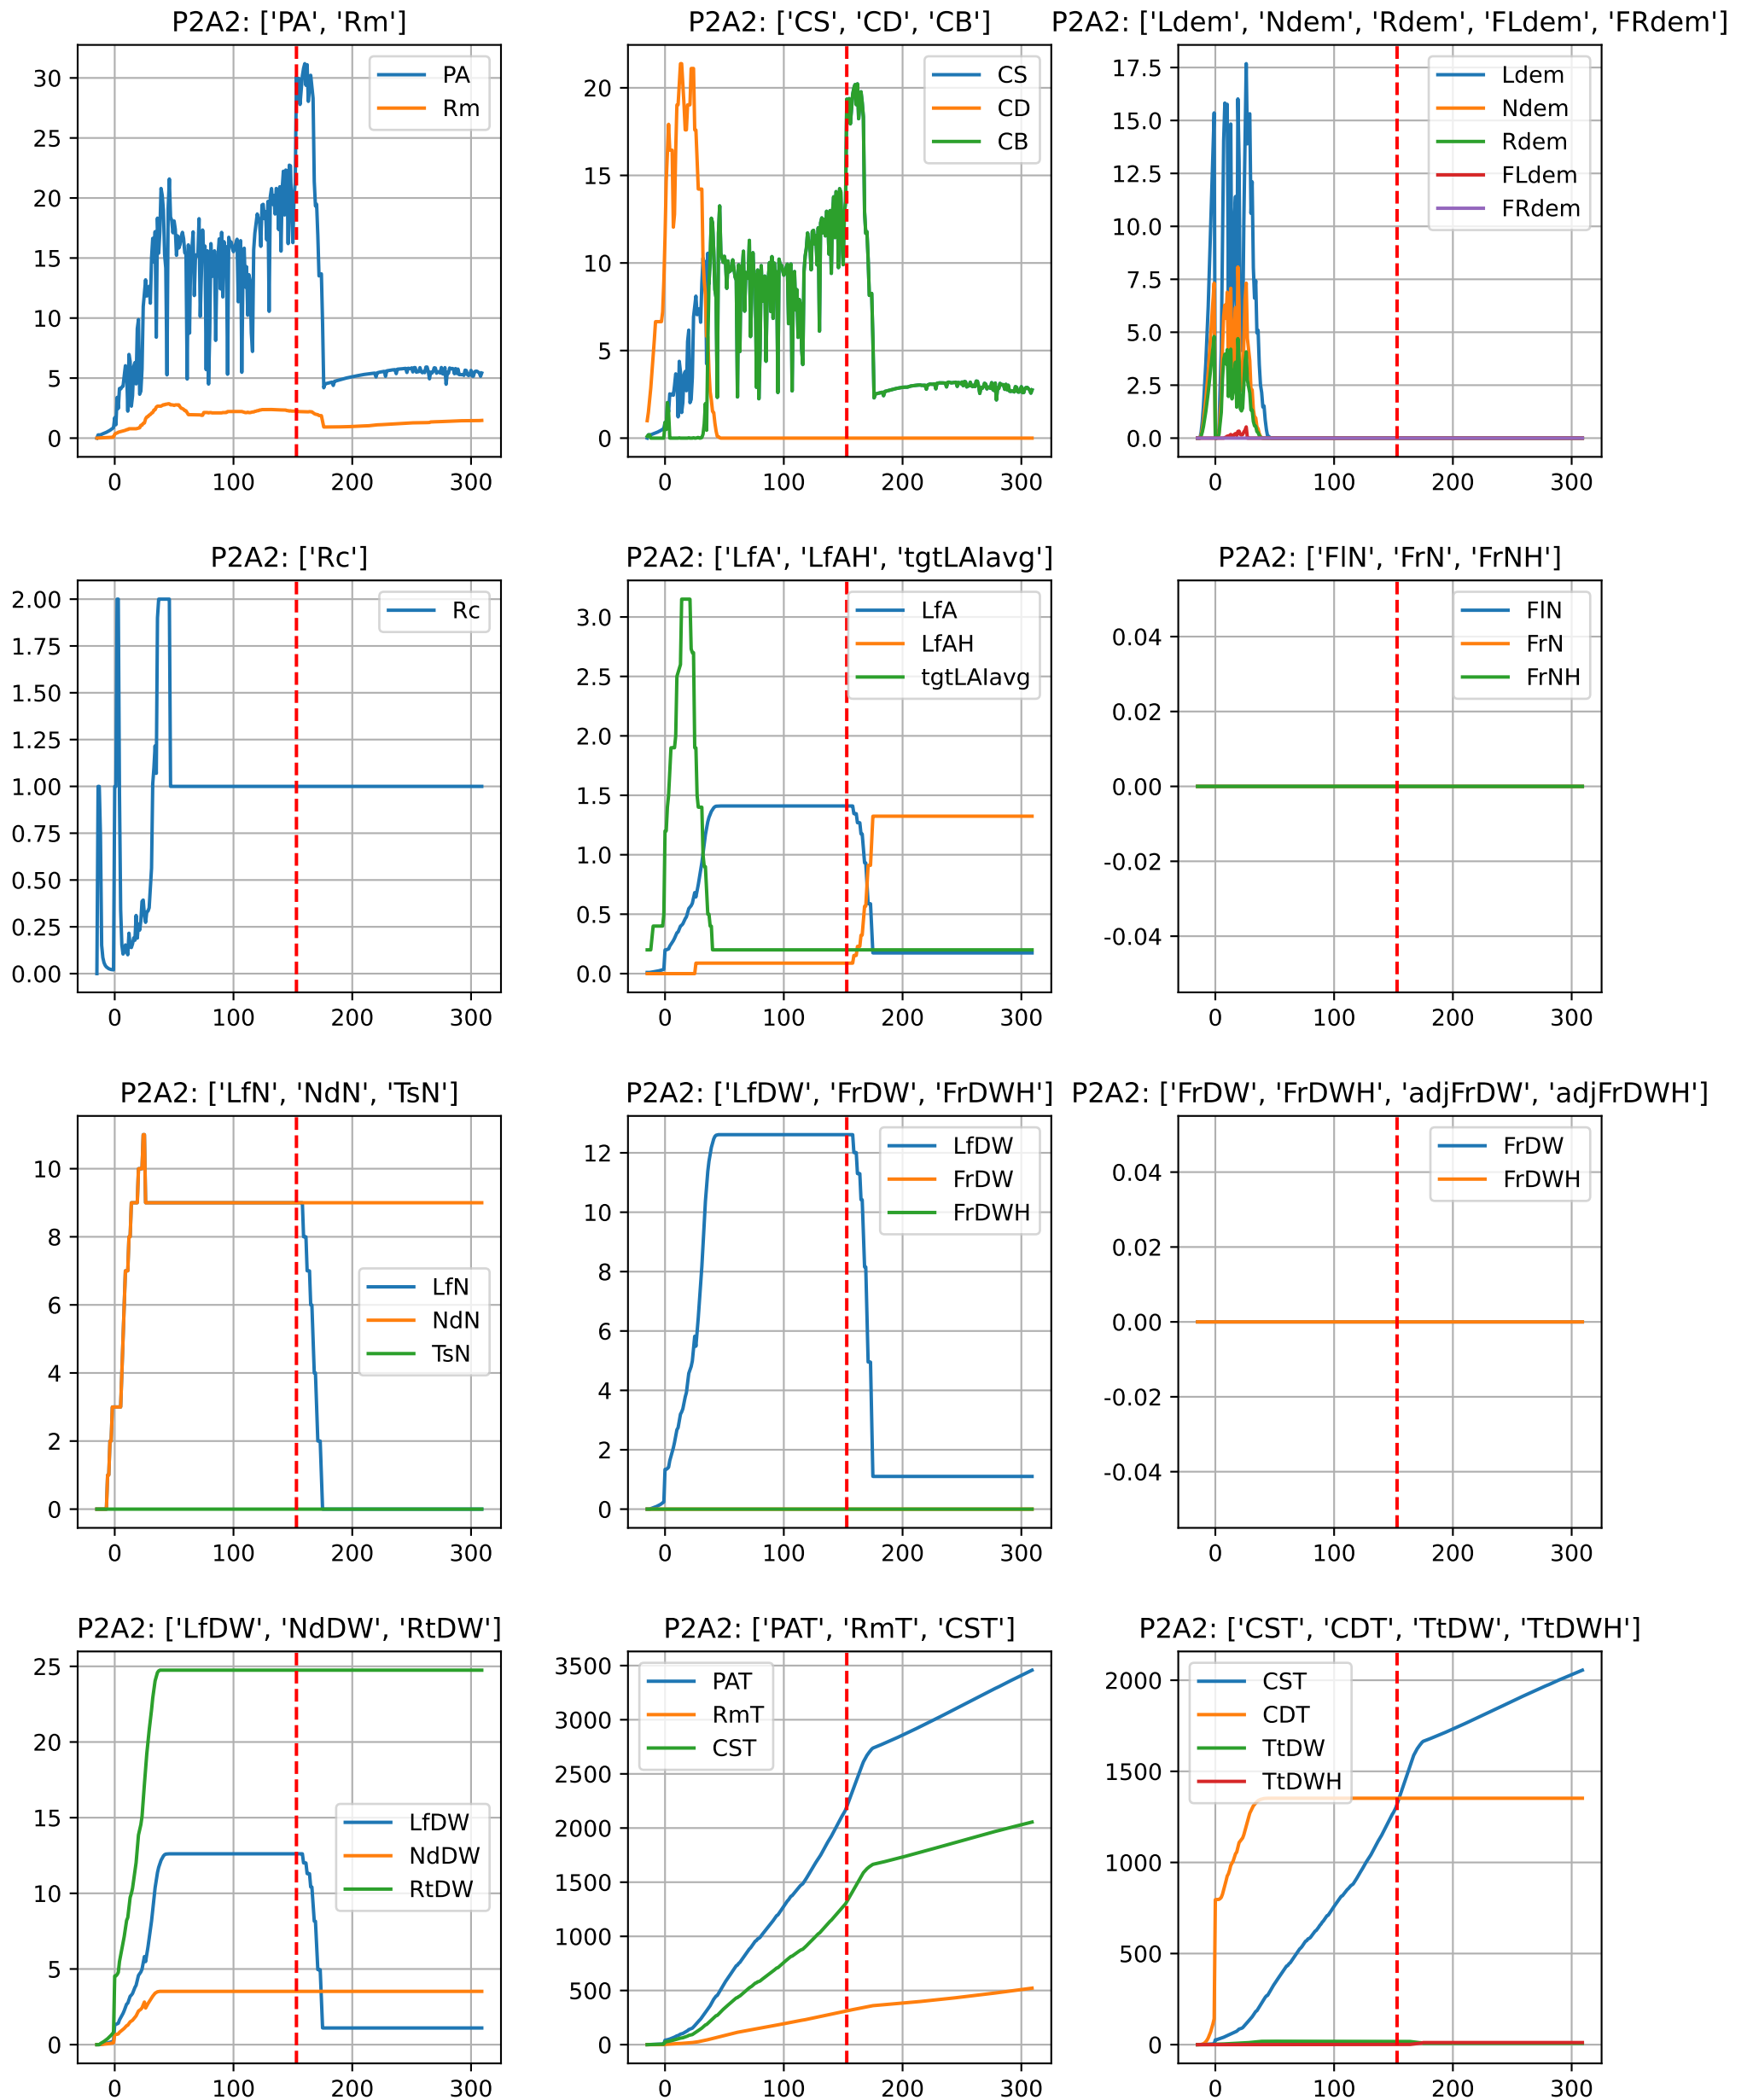 P2A2: ['PA', 'Rm']
30
25
20
15
10
5
0
PA
Rm
0 100 200 300
P2A2: ['CS', 'CD', 'CB']
20
15
10
5
0
CS
CD
CB
0 100 200 300
P2A2: ['Ldem', 'Ndem', 'Rdem', 'FLdem', 'FRdem']
17.5
15.0
12.5
10.0
7.5
5.0
2.5
0.0
Ldem
Ndem
Rdem
FLdem
FRdem
0 100 200 300
P2A2: ['Rc']
2.00
1.75
1.50
1.25
1.00
0.75
0.50
0.25
0.00
Rc
0 100 200 300
P2A2: ['LfA', 'LfAH', 'tgtLAIavg']
3.0
2.5
2.0
1.5
1.0
0.5
0.0
LfA
LfAH
tgtLAIavg
0 100 200 300
P2A2: ['FlN', 'FrN', 'FrNH']
0.04
0.02
0.00
-0.02
-0.04
FlN
FrN
FrNH
0 100 200 300
P2A2: ['LfN', 'NdN', 'TsN']
10
8
6
4
2
0
LfN
NdN
TsN
0 100 200 300
P2A2: ['LfDW', 'FrDW', 'FrDWH']
12
10
8
6
4
2
0
LfDW
FrDW
FrDWH
0 100 200 300
P2A2: ['FrDW', 'FrDWH', 'adjFrDW', 'adjFrDWH']
0.04
0.02
0.00
-0.02
-0.04
FrDW
FrDWH
0 100 200 300
P2A2: ['LfDW', 'NdDW', 'RtDW']
25
20
15
10
5
0
LfDW
NdDW
RtDW
0 100 200 300
P2A2: ['PAT', 'RmT', 'CST']
3500
3000
2500
2000
1500
1000
500
0
PAT
RmT
CST
0 100 200 300
P2A2: ['CST', 'CDT', 'TtDW', 'TtDWH']
2000
1500
1000
500
0
CST
CDT
TtDW
TtDWH
0 100 200 300